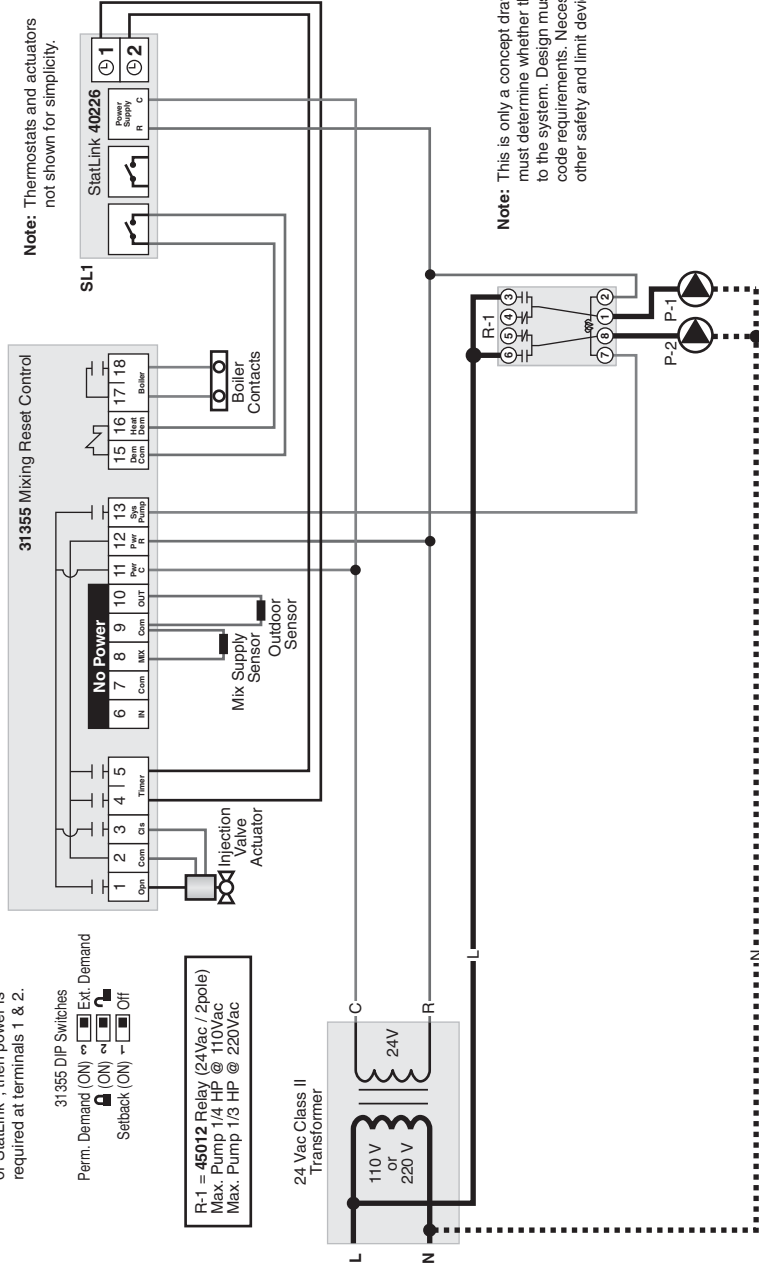 or StatLink , then power is
required at terminals 1 & 2.
31355 DIP Switches
Perm. Demand (ON) 3 Ext. Demand
(ON) 2
Setback (ON) 1 Off
R-1 = 45012 Relay (24Vac / 2pole)
Max. Pump 1/4 HP @ 110Vac
Max. Pump 1/3 HP @ 220Vac
24 Vac Class II
Transformer
110 V
or
220 V
24V
L
N
C
R
L
N
31355 Mixing Reset Control
No Power
1 2 3 4 5
Opn Com Cls Timer
6 7 8 9 10 11 12 13
IN Com MIX Com OUT Pwr C Pwr R Sys Pump
15 16 17 18
Dem Com Heat Dem Boiler
Injection
Valve
Actuator
Mix Supply
Sensor
Outdoor
Sensor
Boiler
Contacts
Note: Thermostats and actuators
not shown for simplicity.
SL1
StatLink 40226
Power
Supply
R C
1
2
R-1
6 5 4 3
7 8 1 2
P-2
P-1
Note: This is only a concept
must determine whether
to the system. Design
code requirements.
other safety and limit